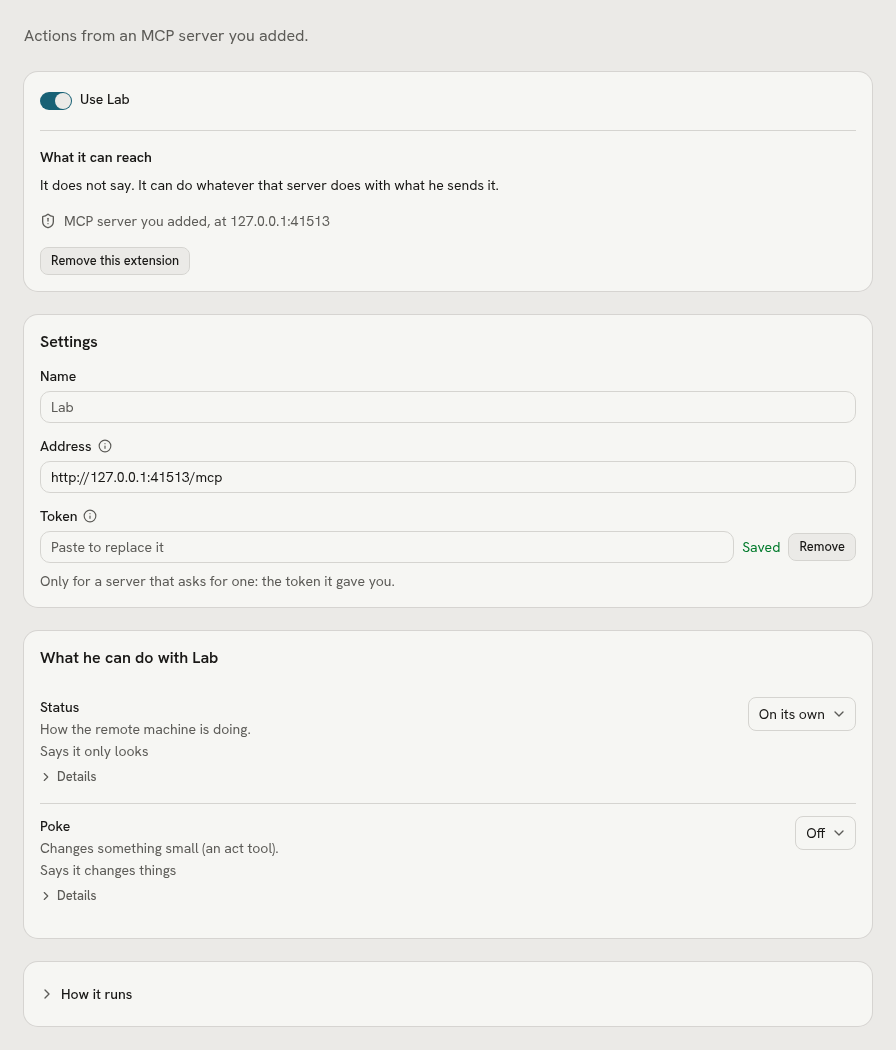 Actions from an MCP server you added.
Use Lab
What it can reach
It does not say. It can do whatever that server does with what he sends it.
MCP server you added, at 127.0.0.1:41513
Remove this extension
Settings
Name
Lab
Address
http://127.0.0.1:41513/mcp
Token
Paste to replace it
Saved
Remove
Only for a server that asks for one: the token it gave you.
What he can do with Lab
Status
On its own
How the remote machine is doing.
Says it only looks
Details
Poke
Off
Changes something small (an act tool).
Says it changes things
Details
How it runs